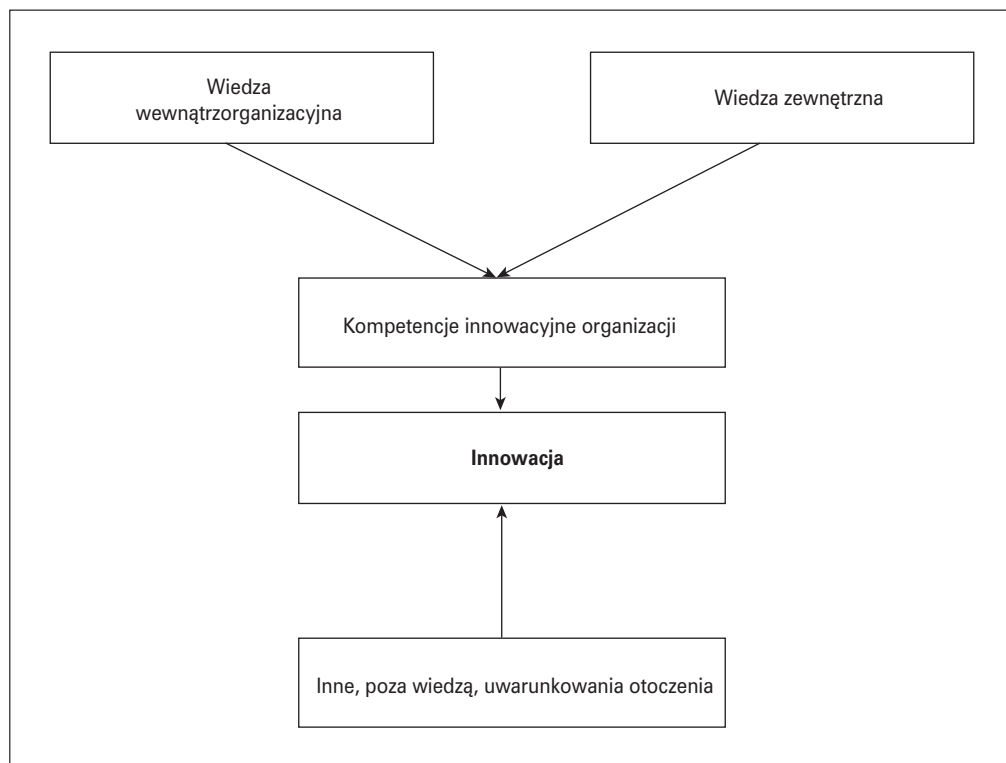 Wiedza
wewnątrzorganizacyjna
Wiedza zewnętrzna
Kompetencje innowacyjne organizacji
Innowacja
Inne, poza wiedzą, uwarunkowania otoczenia